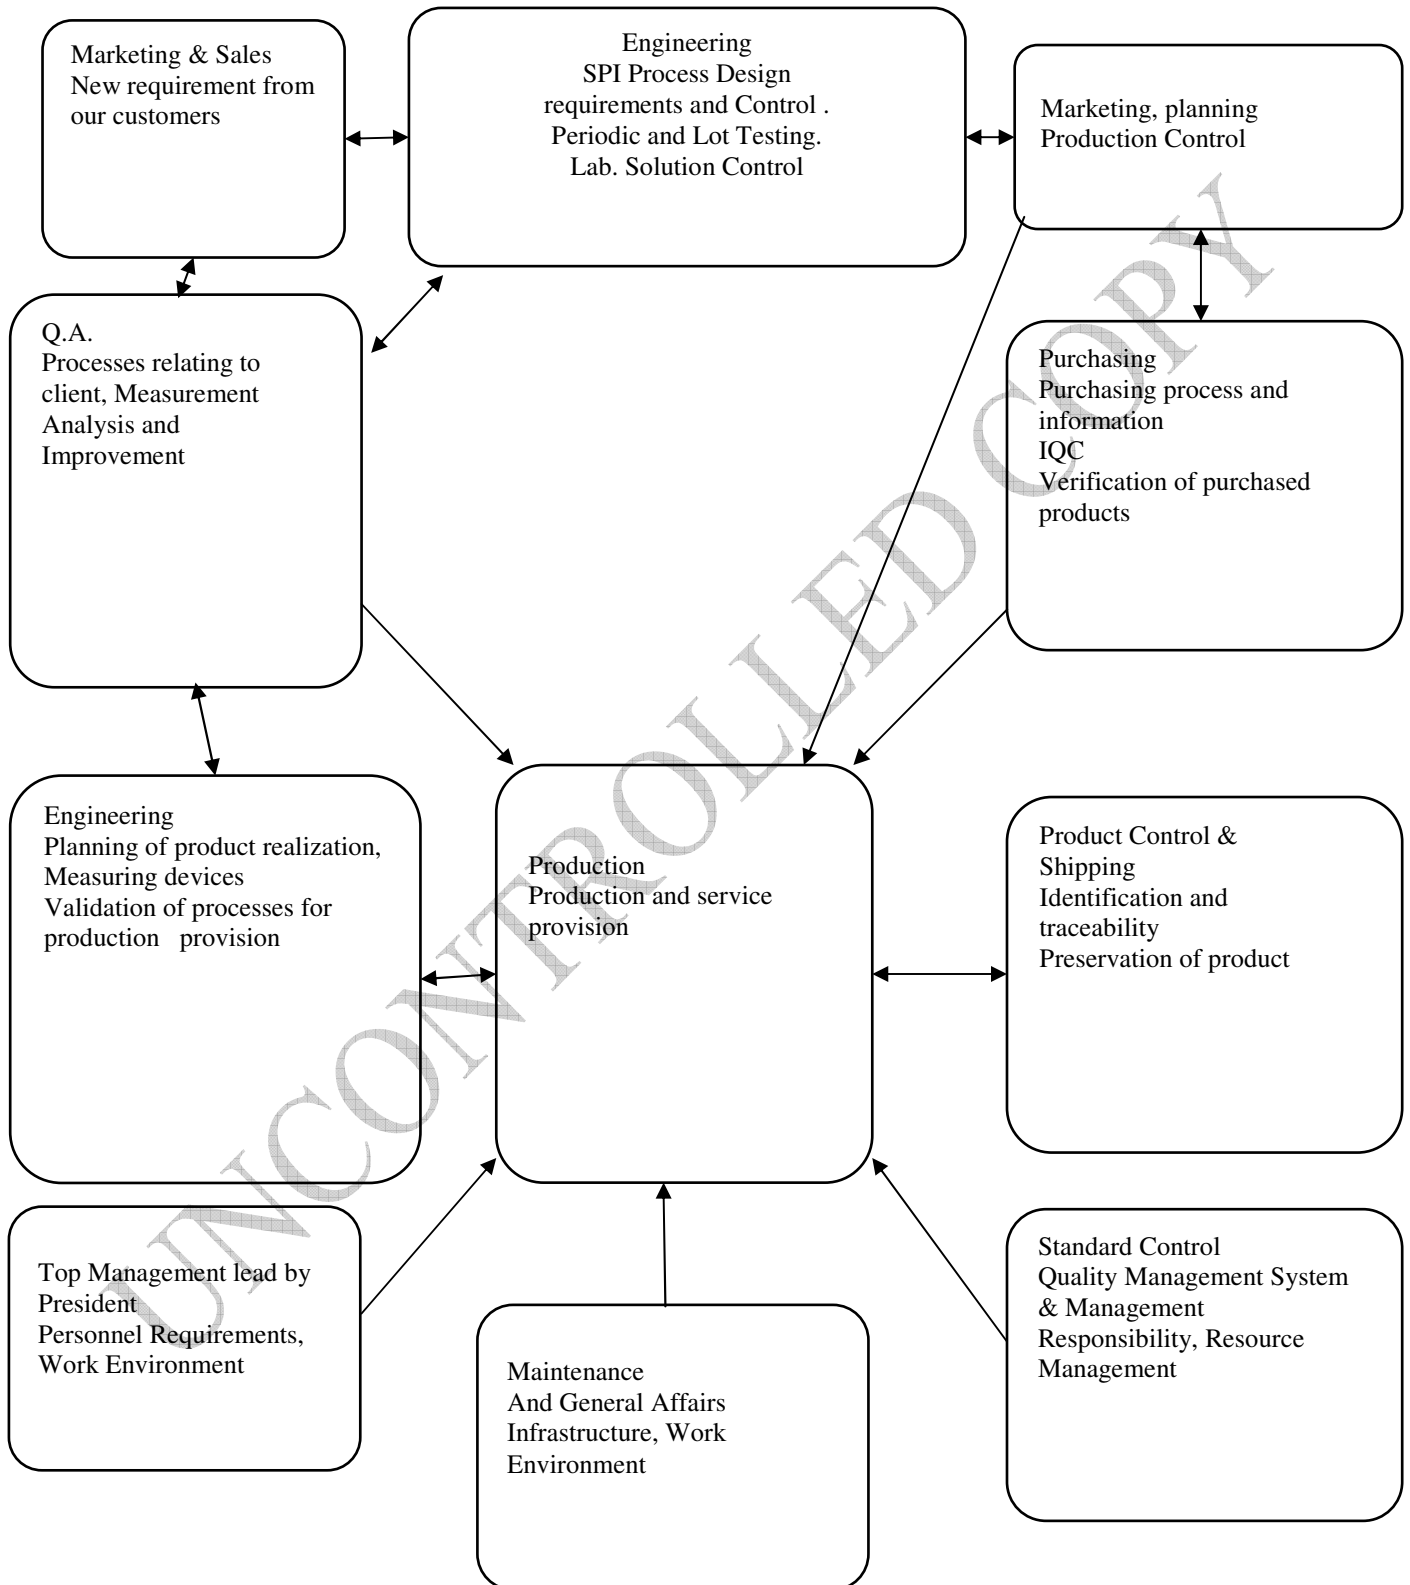 Marketing & Sales
New requirement from
our customers
Engineering
SPI Process Design
requirements and Control .
Periodic and Lot Testing.
Lab. Solution Control
Marketing, planning
Production Control
Q.A.
Processes relating to
client, Measurement
Analysis and
Improvement
Purchasing
Purchasing process and
information
IQC
Verification of purchased
products
Engineering
Planning of product realization,
Measuring devices
Validation of processes for
production   provision
Production
Production and service
provision
Product Control &
Shipping
Identification and
traceability
Preservation of product
Top Management lead by
President
Personnel Requirements,
Work Environment
Maintenance
And General Affairs
Infrastructure, Work
Environment
Standard Control
Quality Management System
& Management
Responsibility, Resource
Management
UNCONTROLLED COPY